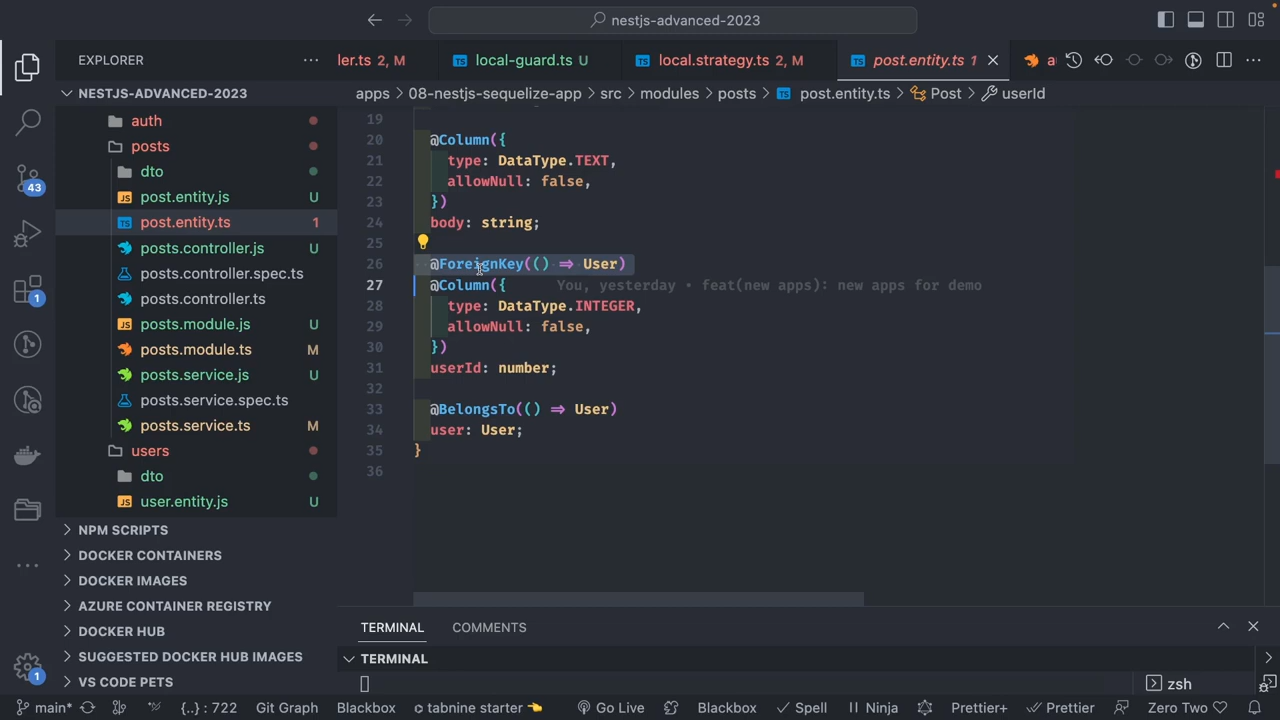 nestjs-advanced-2023
EXPLORER
ler.ts 2, M
local-guard.ts U
local.strategy.ts 2, M
post.entity.ts 1
NESTJS-ADVANCED-2023
apps > 08-nestjs-sequelize-app > src > modules > posts > post.entity.ts > Post > userId
auth
posts
dto
post.entity.js U
post.entity.ts 1
posts.controller.js U
posts.controller.spec.ts
posts.controller.ts
posts.module.js U
posts.module.ts M
posts.service.js U
posts.service.spec.ts
posts.service.ts M
users
dto
user.entity.js U
NPM SCRIPTS
DOCKER CONTAINERS
DOCKER IMAGES
AZURE CONTAINER REGISTRY
DOCKER HUB
SUGGESTED DOCKER HUB IMAGES
VS CODE PETS
43
1
1
19
20 @Column({
21 type: DataType.TEXT,
22 allowNull: false,
23 })
24 body: string;
25
26 @ForeignKey(() => User)
27 @Column({ You, yesterday • feat(new apps): new apps for demo
28 type: DataType.INTEGER,
29 allowNull: false,
30 })
31 userId: number;
32
33 @BelongsTo(() => User)
34 user: User;
35 }
36
TERMINAL COMMENTS
TERMINAL
zsh
main* {..} : 722 Git Graph Blackbox tabnine starter Go Live Blackbox Spell Ninja Prettier+ Prettier Zero Two